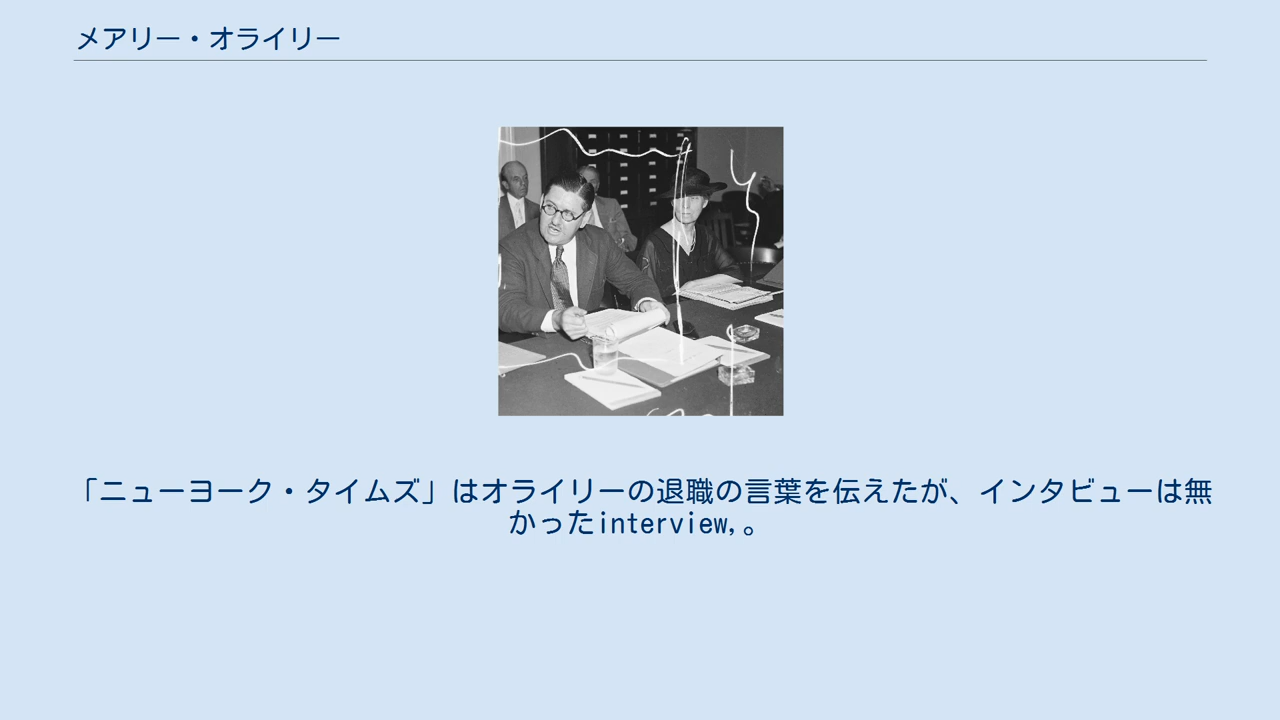 メアリー・オライリー
「ニューヨーク・タイムズ」はオライリーの退職の言葉を伝えたが、インタビューは無
かったinterview,。